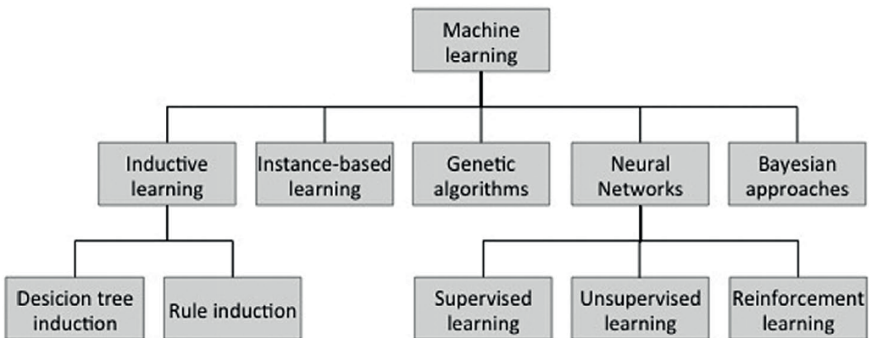 Machine
learning
Inductive
learning
Instance-based
learning
Genetic
algorithms
Neural
Networks
Bayesian
approaches
Desicion tree
induction
Rule induction
Supervised
learning
Unsupervised
learning
Reinforcement
learning